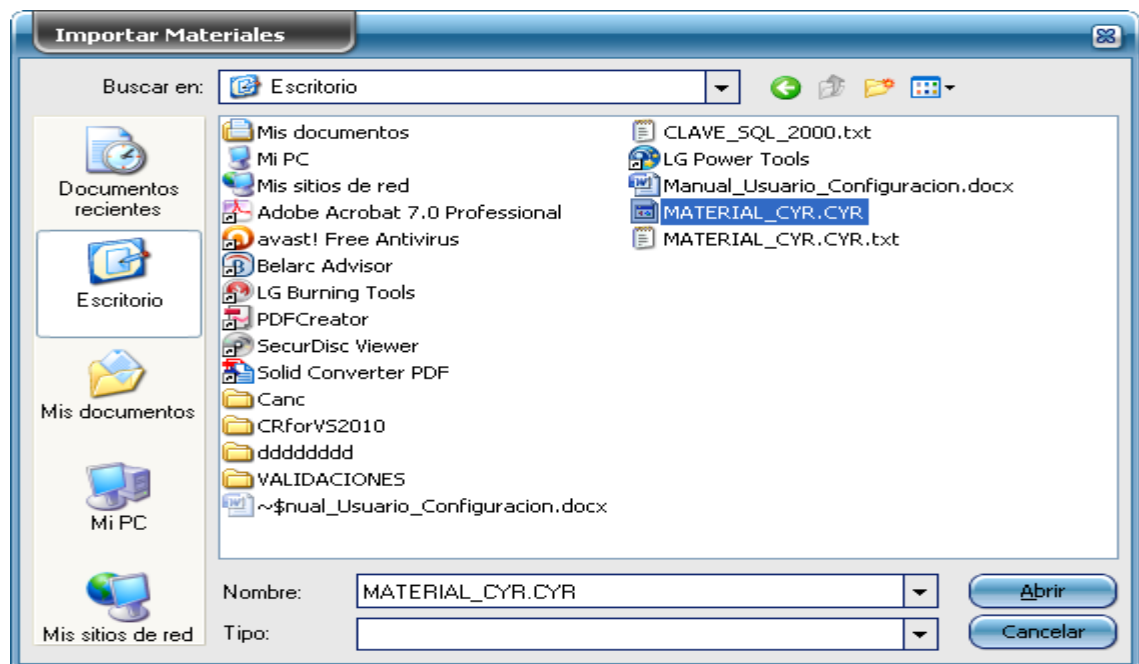 Importar Materiales
Buscar en:
Escritorio
Documentos
recientes
Escritorio
Mis documentos
Mi PC
Mis sitios de red
Mis documentos
Mi PC
Mis sitios de red
Adobe Acrobat 7.0 Professional
avast! Free Antivirus
Belarc Advisor
LG Burning Tools
PDFCreator
SecurDisc Viewer
Solid Converter PDF
Canc
CRforVS2010
dddddddd
VALIDACIONES
~$nual_Usuario_Configuracion.docx
CLAVE_SQL_2000.txt
LG Power Tools
Manual_Usuario_Configuracion.docx
MATERIAL_CYR.CYR
MATERIAL_CYR.CYR.txt
Nombre:
MATERIAL_CYR.CYR
Abrir
Tipo:
Cancelar